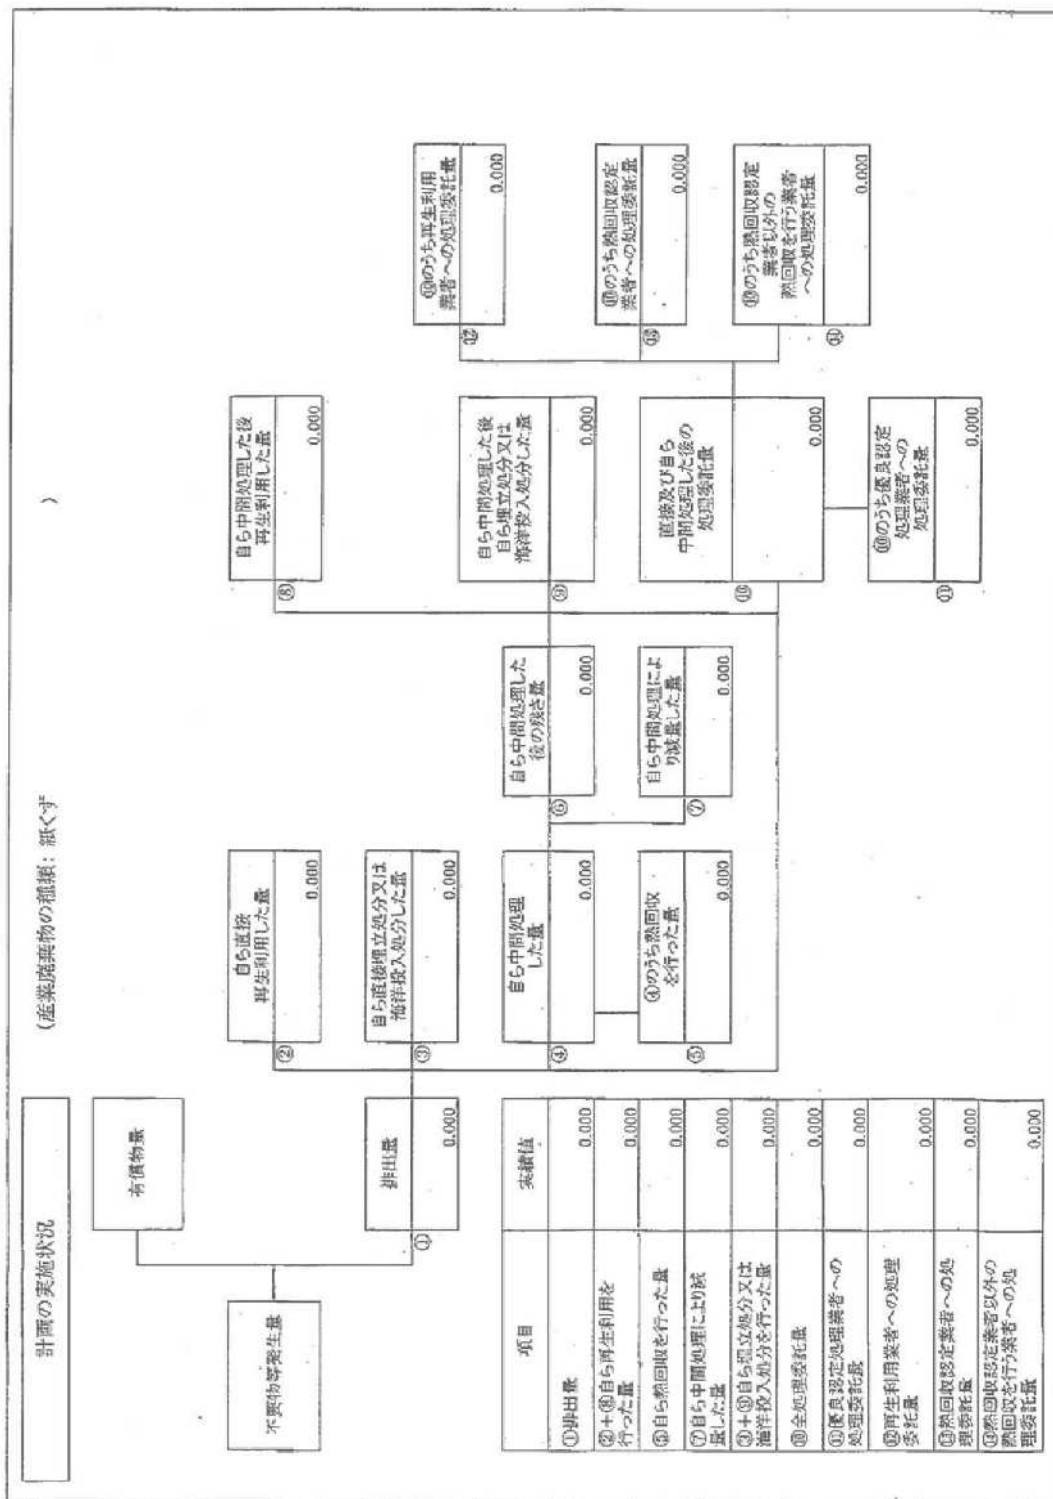 計画の実施状況
(産業廃棄物の種類: 紙くず
)
不要物等発生量
有償物量
①
排出量
0.000
②
自ら直接
再生利用した量
0.000
③
自ら直接埋立処分又は
海洋投入処分した量
0.000
④
自ら中間処理
した量
0.000
⑤
④のうち熱回収
を行った量
0.000
⑥
自ら中間処理した
後の残さ量
0.000
⑦
自ら中間処理によ
り減量した量
0.000
⑧
自ら中間処理した後
再生利用した量
0.000
⑨
自ら中間処理した後
自ら埋立処分又は
海洋投入処分した量
0.000
⑩
直接及び自ら
中間処理した後の
処理委託量
0.000
⑪
⑩のうち優良認定
処理業者への
処理委託量
0.000
⑫
⑩のうち再生利用
業者への処理委託量
0.000
⑬
⑩のうち熱回収認定
業者への処理委託量
0.000
⑭
⑩のうち熱回収認定
業者以外の
熱回収を行う業者
への処理委託量
0.000
項目
実績値
①排出量
0.000
②+⑧自ら再生利用を
行った量
0.000
⑤自ら熱回収を行った量
0.000
⑦自ら中間処理により減
量した量
0.000
③+⑨自ら埋立処分又は
海洋投入処分を行った量
0.000
⑩全処理委託量
0.000
⑪優良認定処理業者への
処理委託量
0.000
⑫再生利用業者への処理
委託量
0.000
⑬熱回収認定業者への処
理委託量
0.000
⑭熱回収認定業者以外の
熱回収を行う業者への処
理委託量
0.000